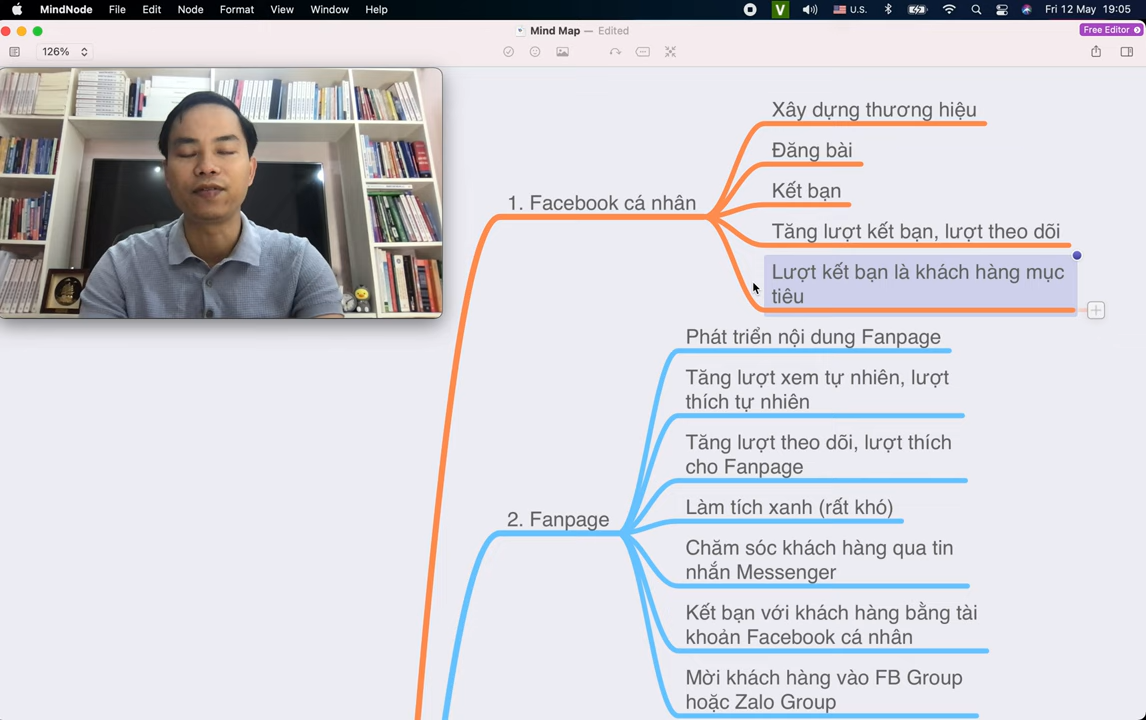 MindNode File Edit Node Format View Window Help V U.S. Fri 12 May 19:05
Mind Map — Edited
Free Editor
126%
Xây dựng thương hiệu
Đăng bài
Kết bạn
1. Facebook cá nhân
Tăng lượt kết bạn, lượt theo dõi
Lượt kết bạn là khách hàng mục
tiêu
Phát triển nội dung Fanpage
Tăng lượt xem tự nhiên, lượt
thích tự nhiên
Tăng lượt theo dõi, lượt thích
cho Fanpage
Làm tích xanh (rất khó)
2. Fanpage
Chăm sóc khách hàng qua tin
nhắn Messenger
Kết bạn với khách hàng bằng tài
khoản Facebook cá nhân
Mời khách hàng vào FB Group
hoặc Zalo Group